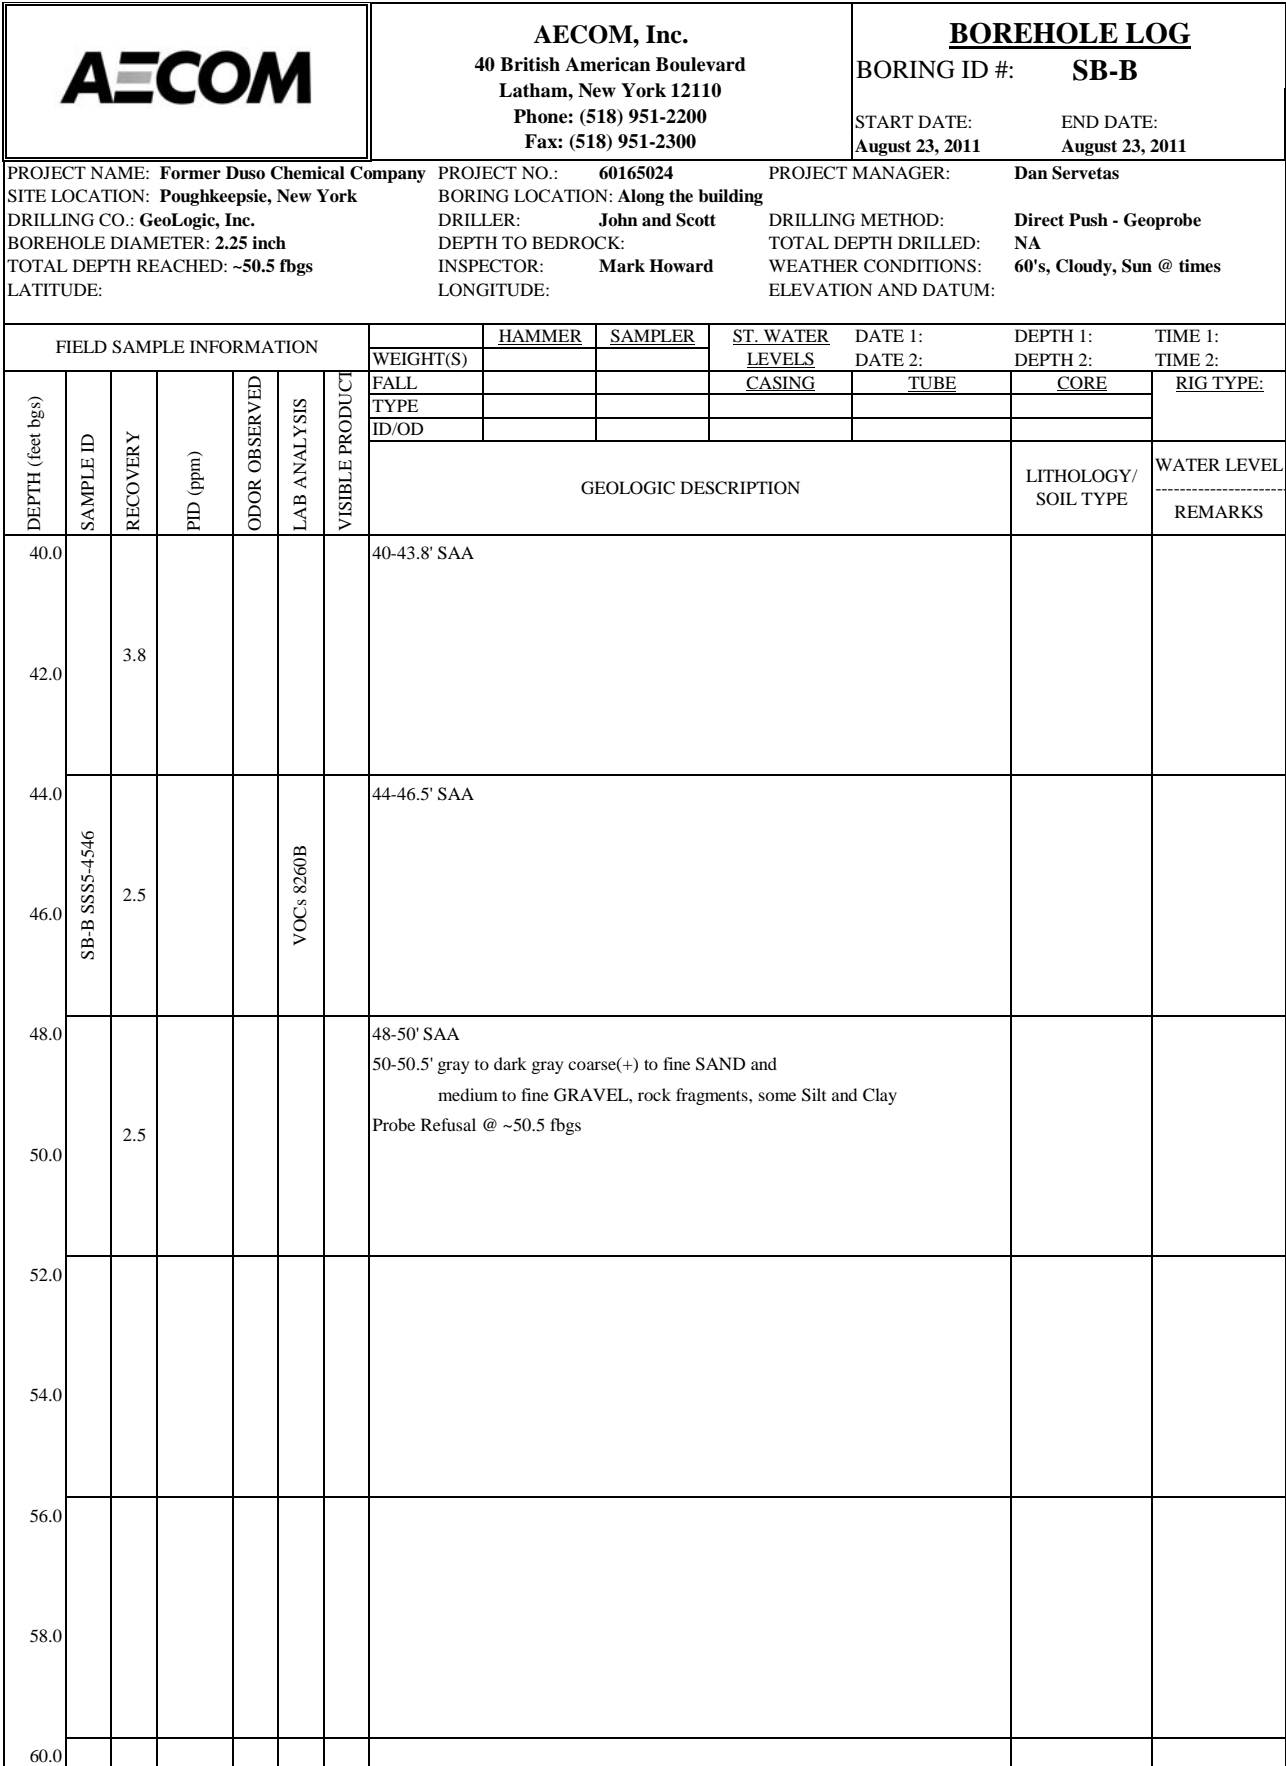 AECOM
AECOM, Inc.
40 British American Boulevard
Latham, New York 12110
Phone: (518) 951-2200
Fax: (518) 951-2300
BOREHOLE LOG
BORING ID #: SB-B
START DATE: END DATE:
August 23, 2011 August 23, 2011
PROJECT NAME: Former Duso Chemical Company PROJECT NO.: 60165024 PROJECT MANAGER: Dan Servetas
SITE LOCATION: Poughkeepsie, New York BORING LOCATION: Along the building
DRILLING CO.: GeoLogic, Inc. DRILLER: John and Scott DRILLING METHOD: Direct Push - Geoprobe
BOREHOLE DIAMETER: 2.25 inch DEPTH TO BEDROCK: TOTAL DEPTH DRILLED: NA
TOTAL DEPTH REACHED: ~50.5 fbgs INSPECTOR: Mark Howard WEATHER CONDITIONS: 60's, Cloudy, Sun @ times
LATITUDE: LONGITUDE: ELEVATION AND DATUM:
FIELD SAMPLE INFORMATION
HAMMER SAMPLER ST. WATER DATE 1: DEPTH 1: TIME 1:
WEIGHT(S) LEVELS DATE 2: DEPTH 2: TIME 2:
FALL CASING TUBE CORE RIG TYPE:
TYPE
ID/OD
DEPTH (feet bgs)
SAMPLE ID
RECOVERY
PID (ppm)
ODOR OBSERVED
LAB ANALYSIS
VISIBLE PRODUCT
GEOLOGIC DESCRIPTION
LITHOLOGY/
SOIL TYPE
WATER LEVEL
----------------------
REMARKS
40.0 40-43.8' SAA
3.8
42.0
44.0 44-46.5' SAA
SB-B SSS5-4546
2.5
VOCs 8260B
46.0
48.0 48-50' SAA
50-50.5' gray to dark gray coarse(+) to fine SAND and
medium to fine GRAVEL, rock fragments, some Silt and Clay
Probe Refusal @ ~50.5 fbgs
2.5
50.0
52.0
54.0
56.0
58.0
60.0